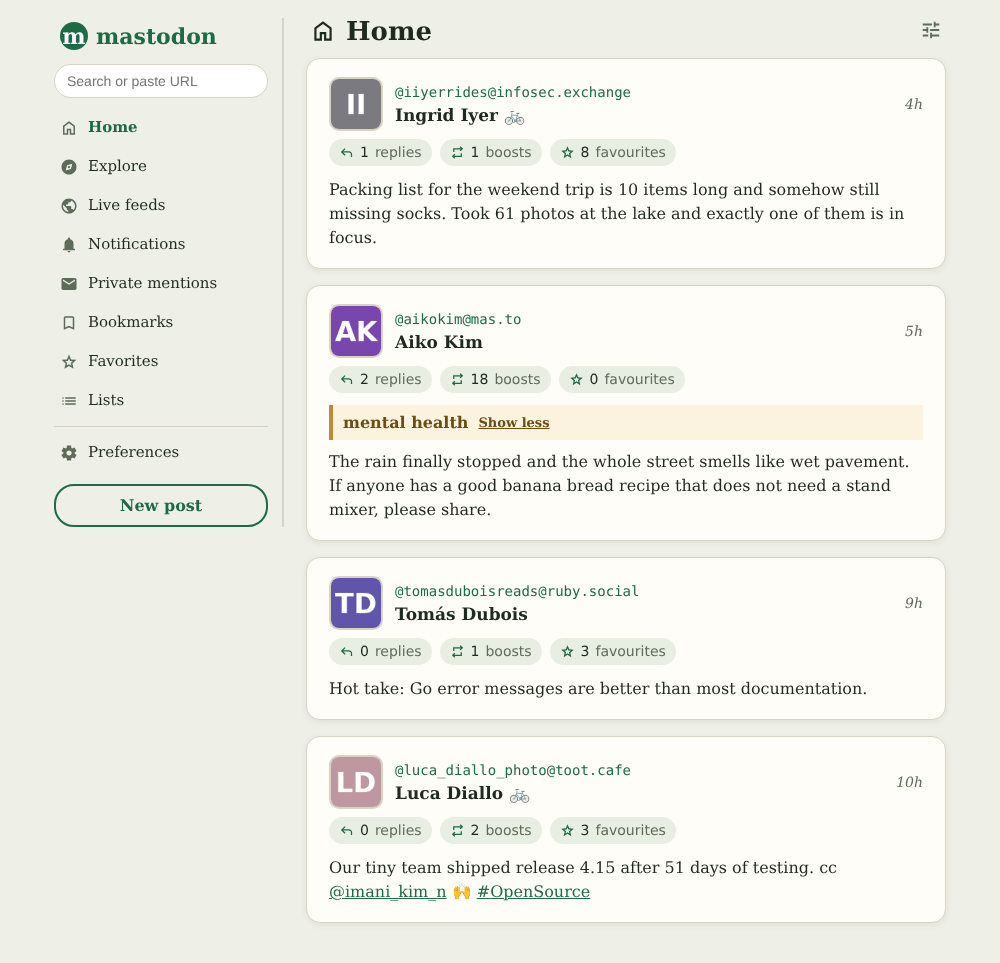 mastodon
Search or paste URL
Home
Explore
Live feeds
Notifications
Private mentions
Bookmarks
Favorites
Lists
Preferences
New post
Home
II
@iiyerrides@infosec.exchange
Ingrid Iyer 🚲
4h
1 replies
1 boosts
8 favourites
Packing list for the weekend trip is 10 items long and somehow still
missing socks. Took 61 photos at the lake and exactly one of them is in
focus.
AK
@aikokim@mas.to
Aiko Kim
5h
2 replies
18 boosts
0 favourites
mental health Show less
The rain finally stopped and the whole street smells like wet pavement.
If anyone has a good banana bread recipe that does not need a stand
mixer, please share.
TD
@tomasduboisreads@ruby.social
Tomás Dubois
9h
0 replies
1 boosts
3 favourites
Hot take: Go error messages are better than most documentation.
LD
@luca_diallo_photo@toot.cafe
Luca Diallo 🚲
10h
0 replies
2 boosts
3 favourites
Our tiny team shipped release 4.15 after 51 days of testing. cc
@imani_kim_n 🙌 #OpenSource